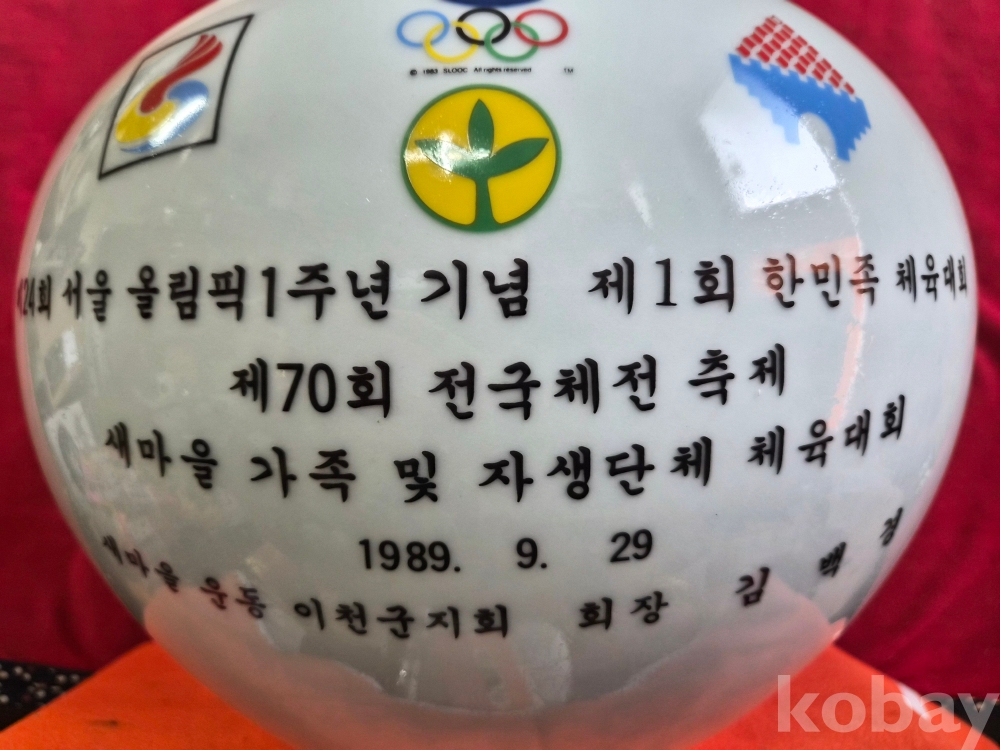 © 1983 SLOOC All rights reserved TM
24회 서울 올림픽1주년 기념 제1회 한민족 체육대회
제70회 전국체전 축제
새마을 가족 및 자생단체 체육대회
1989. 9. 29
새마을 운동 이천군지회 회장 김 백 경
kobay